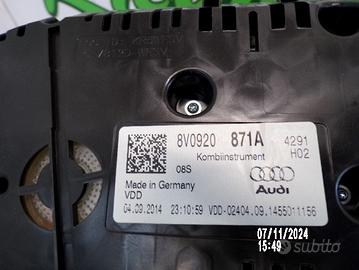 8V0920 871A 4291
Kombiinstrument H02
08S
Made in Germany
VDD
Audi
04.09.2014 23:10:59 VDD-02404.09.1455011156
07/11/2024
15:49
subito